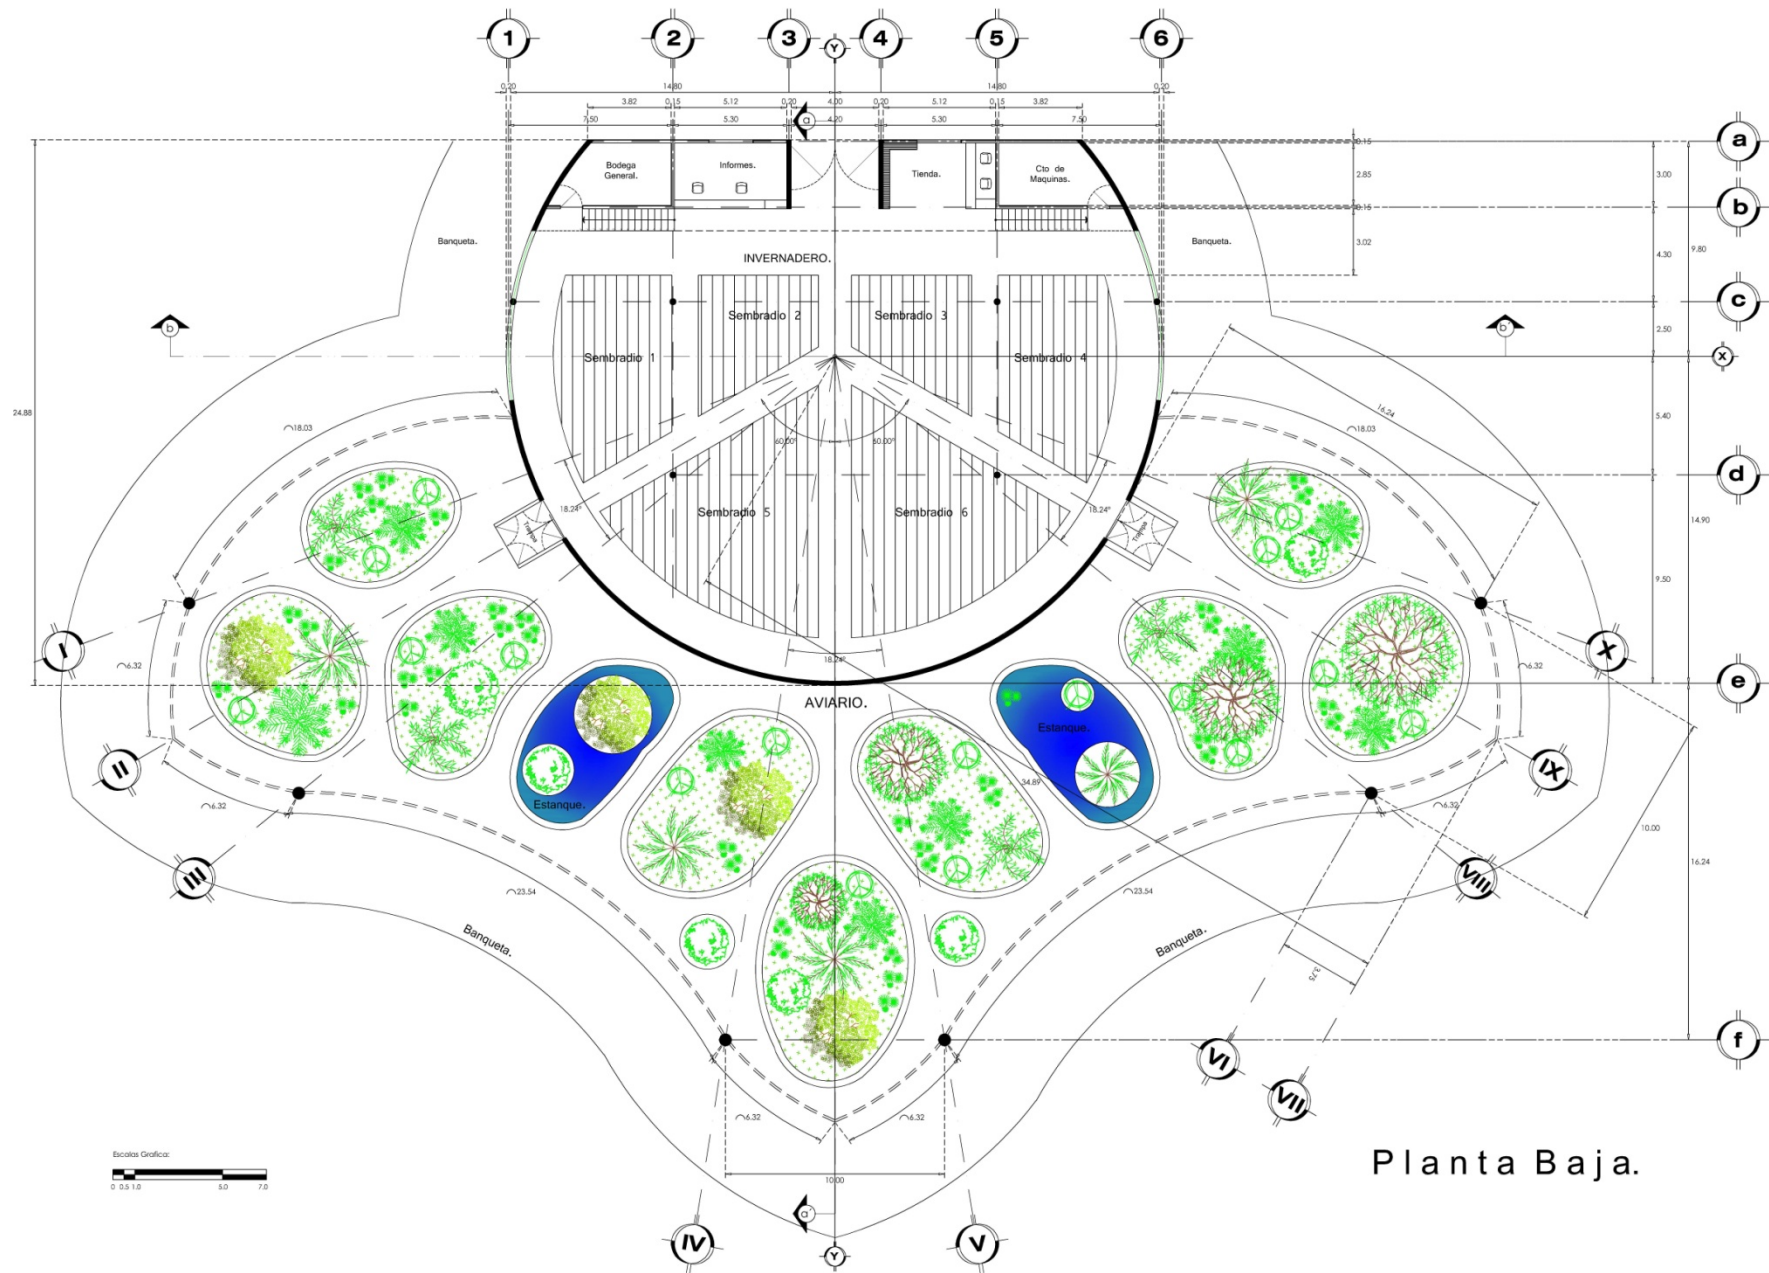 1 2 3 Y 4 5 6
0.20 14.80 14.80 0.20
3.82 0.15 5.12 0.20 4.00 0.20 5.12 0.15 3.82
7.50 5.30 a 4.20 5.30 7.50
a
0.15
Bodega
General.
Informes.
Tienda.
Cto de
Maquinas.
2.85 3.00
0.15
b
Banqueta.
Banqueta.
3.02 4.30 9.80
INVERNADERO.
c
Sembradio 2
Sembradio 3
b
b´
2.50
Sembradio 1
Sembradio 4
x
24.88
18.03
16.24
18.03
5.40
60.00°
60.00°
d
18.24°
Sembradio 5
Sembradio 6
18.24°
Trampa
Trampa
14.90
9.50
I
6.32
18.24°
6.32
X
e
AVIARIO.
Estanque.
II
IX
34.89
Estanque.
6.32
6.32
10.00
16.24
III
VIII
23.54
23.54
Banqueta.
Banqueta.
3.75
f
VI
VII
6.32
6.32
Escalas Grafica:
0 0.5 1.0 5.0 7.0
Planta Baja.
10.00
a´
IV
Y
V